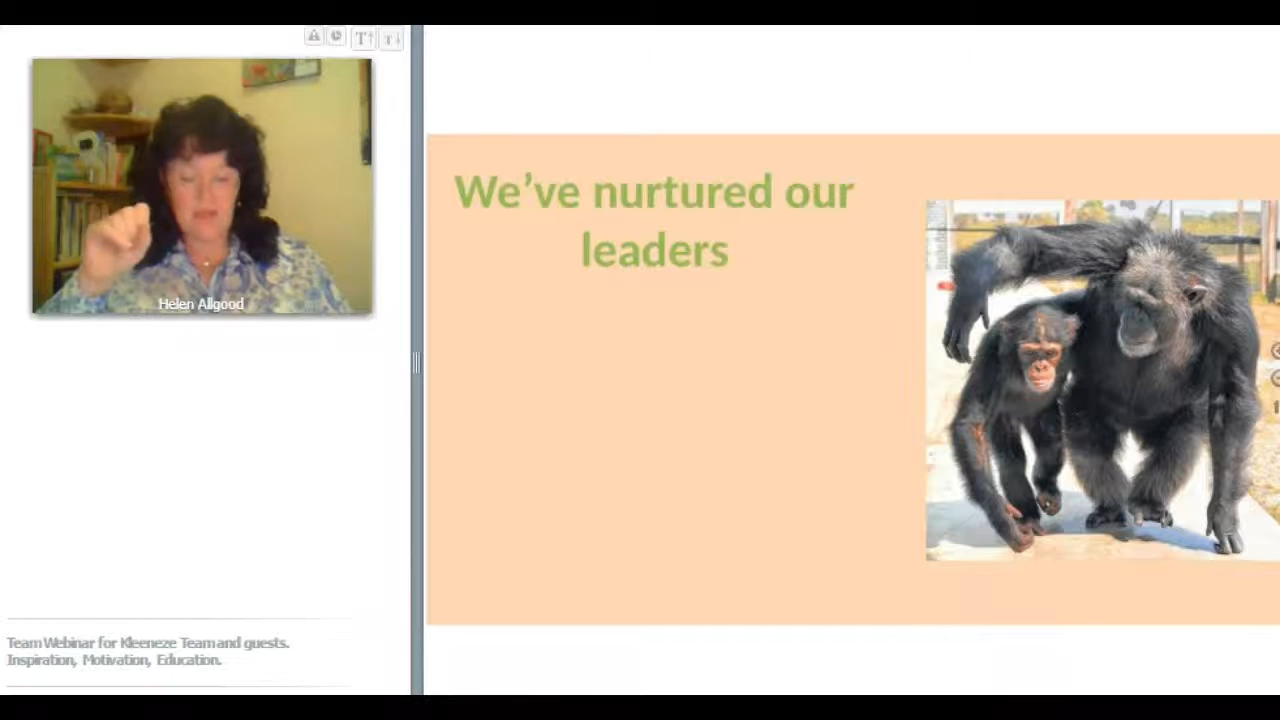 T T
Helen Allgood
We've nurtured our
leaders
Team Webinar for Kleeneze Team and guests.
Inspiration, Motivation, Education.